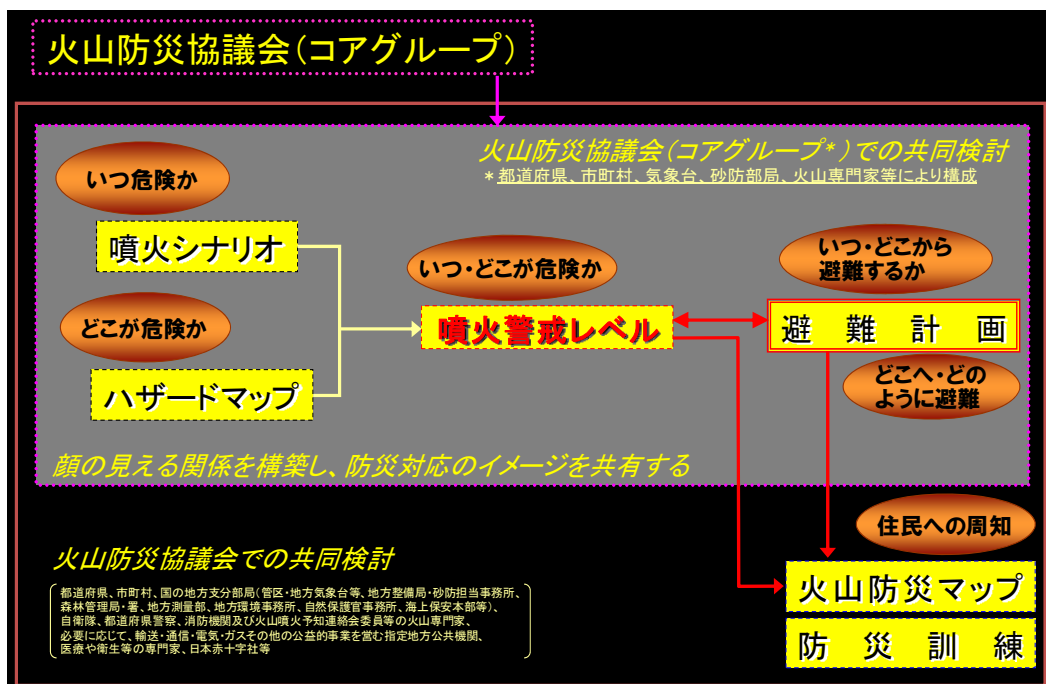 火山防災協議会（コアグループ）
火山防災協議会（コアグループ*）での共同検討
*都道府県、市町村、気象台、砂防部局、火山専門家等により構成
いつ危険か
噴火シナリオ
どこが危険か
ハザードマップ
いつ・どこが危険か
噴火警戒レベル
いつ・どこから
避難するか
避難計画
どこへ・どの
ように避難
顔の見える関係を構築し、防災対応のイメージを共有する
住民への周知
火山防災マップ
防災訓練
火山防災協議会での共同検討
都道府県、市町村、国の地方支分部局（管区・地方気象台等、地方整備局・砂防担当事務所、
森林管理局・署、地方測量部、地方環境事務所、自然保護官事務所、海上保安本部等）、
自衛隊、都道府県警察、消防機関及び火山噴火予知連絡会委員等の火山専門家、
必要に応じて、輸送・通信・電気・ガスその他の公益的事業を営む指定地方公共機関、
医療や衛生等の専門家、日本赤十字社等